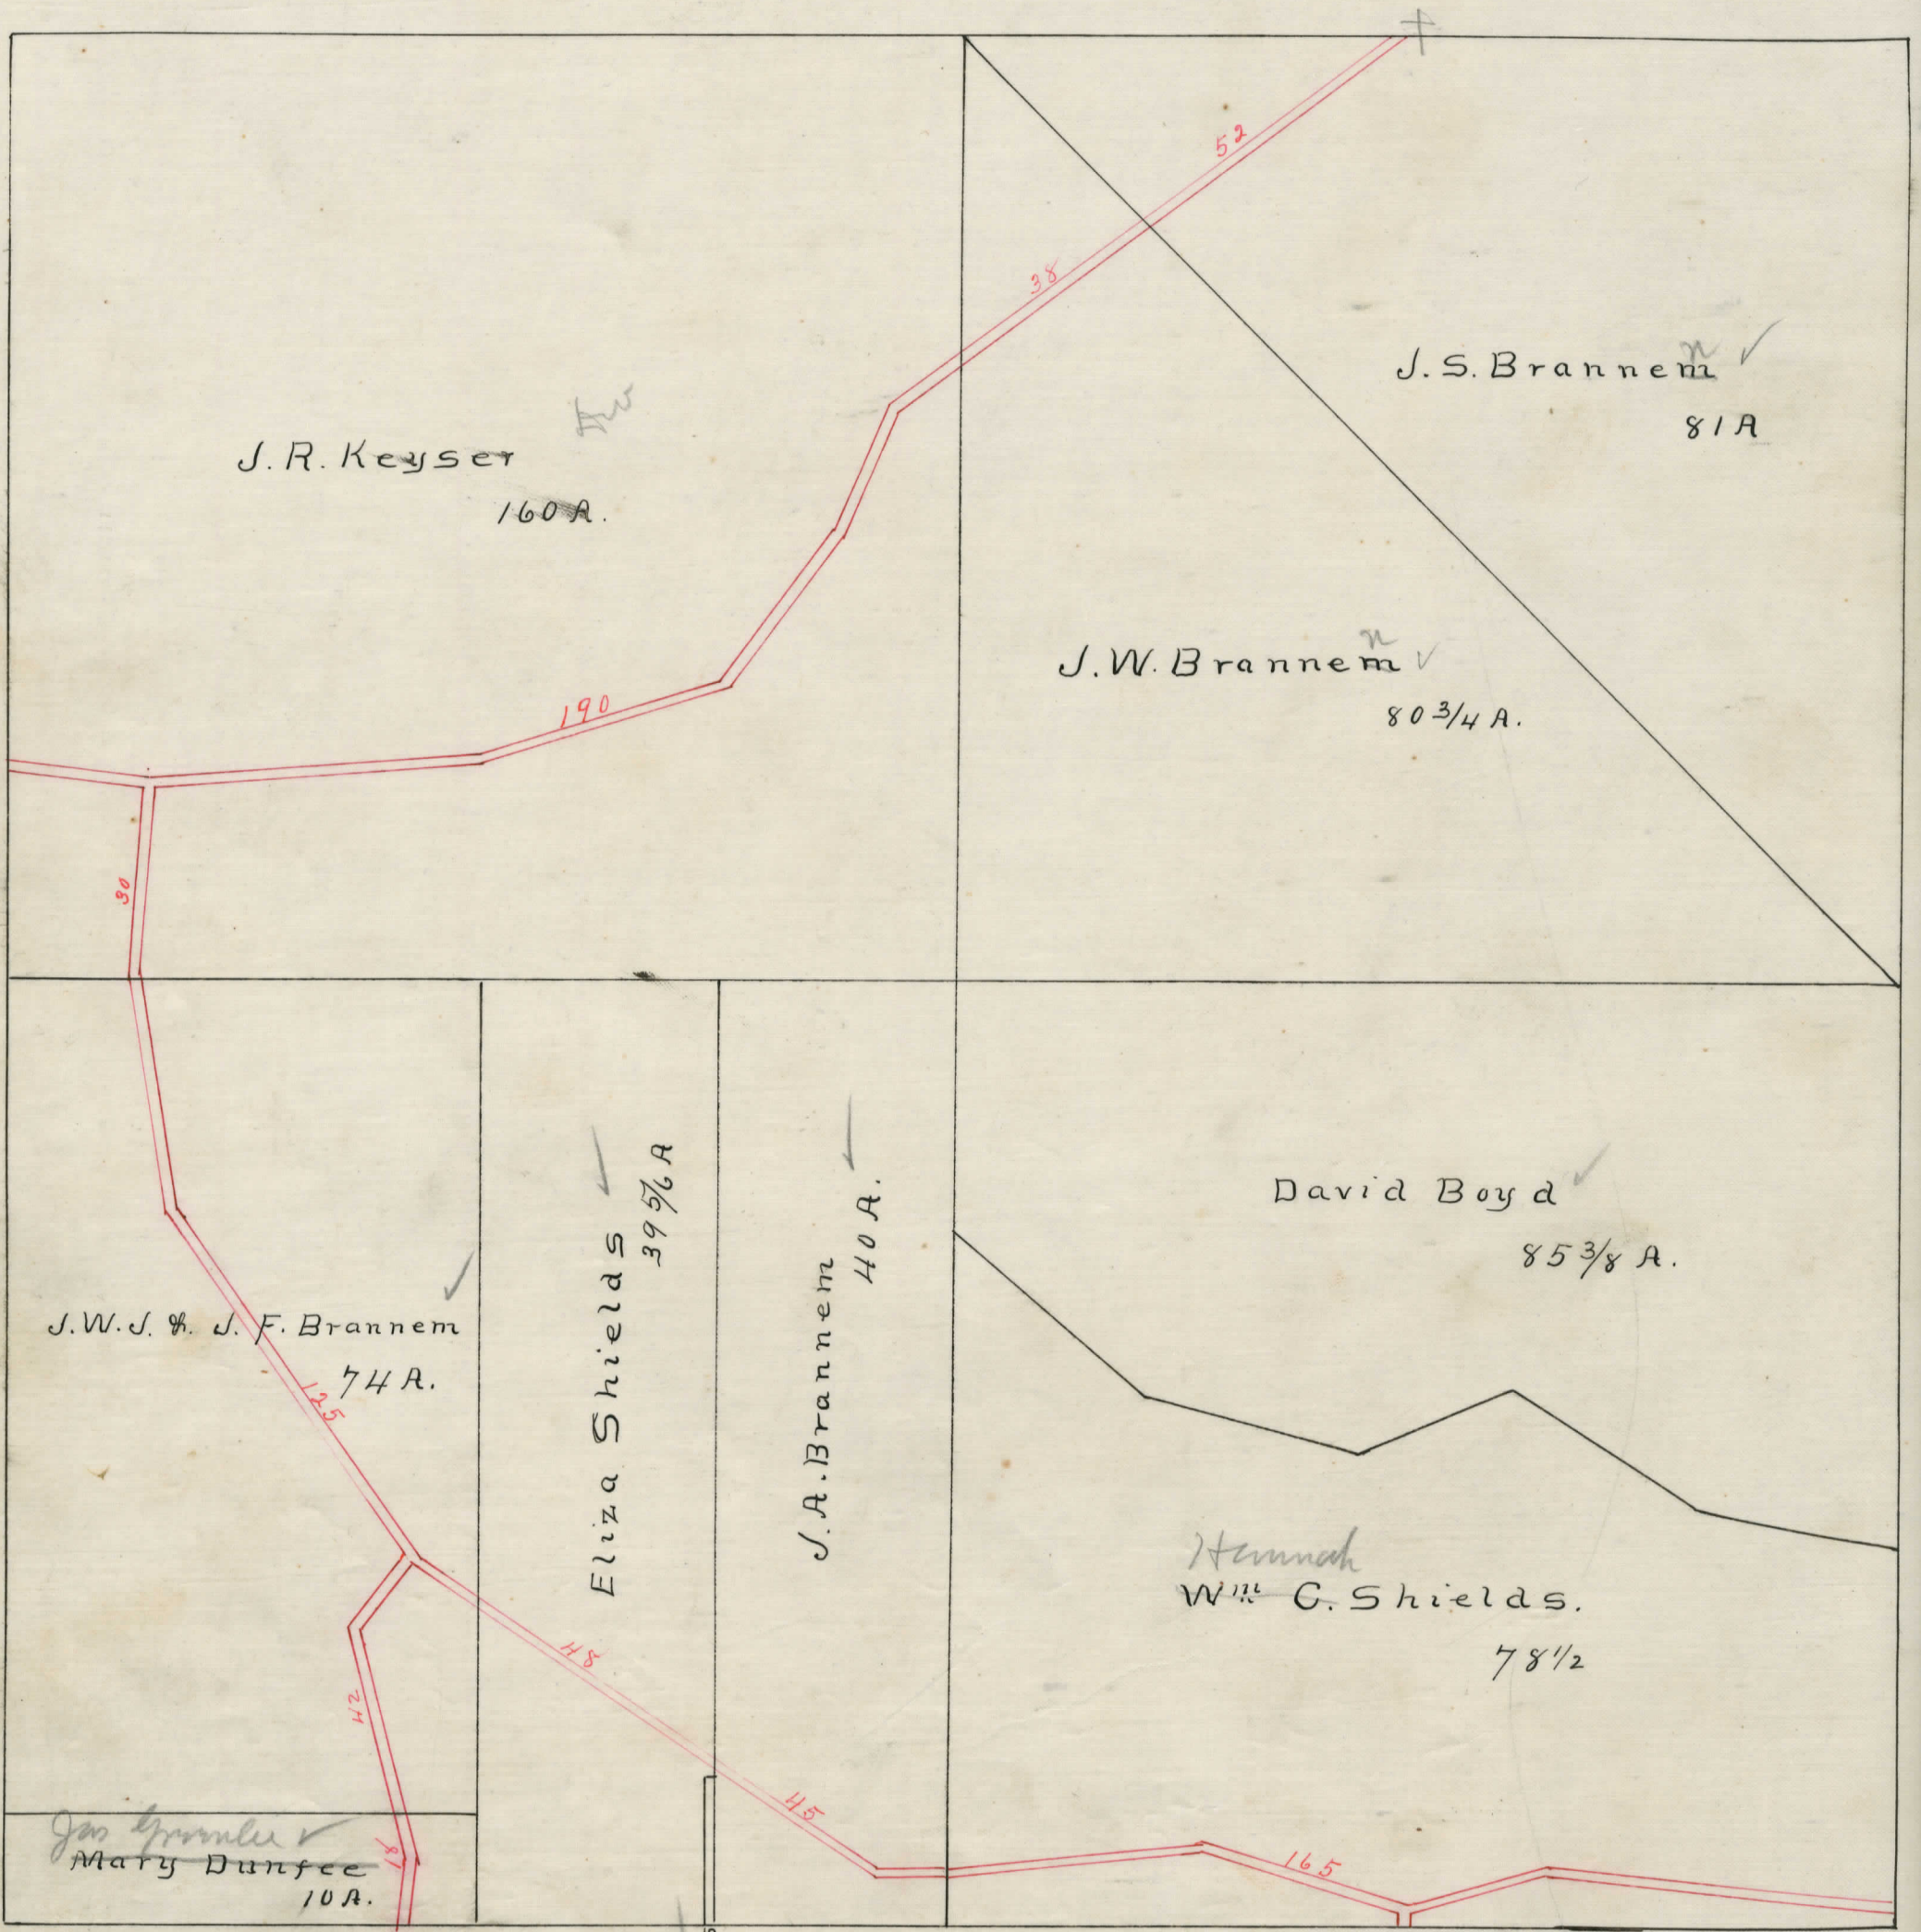 52
38
J. S. Brannem
n
81 A
J. R. Keyser
160 A.
J. W. Brannem
n
80 3/4 A.
190
30
David Boyd
85 3/8 A.
J. W. J. & J. F. Brannem
74 A.
125
Eliza Shields
39 5/6 A
J. A. Brannem
40 A.
Hannah
Wm C. Shields.
78 1/2
48
42
45
165
18
Jas
Mary Dunfee
10 A.